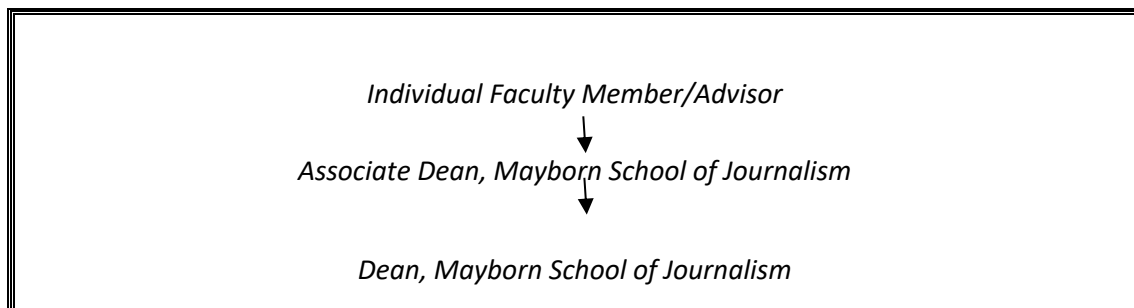 Individual Faculty Member/Advisor
Associate Dean, Mayborn School of Journalism
Dean, Mayborn School of Journalism